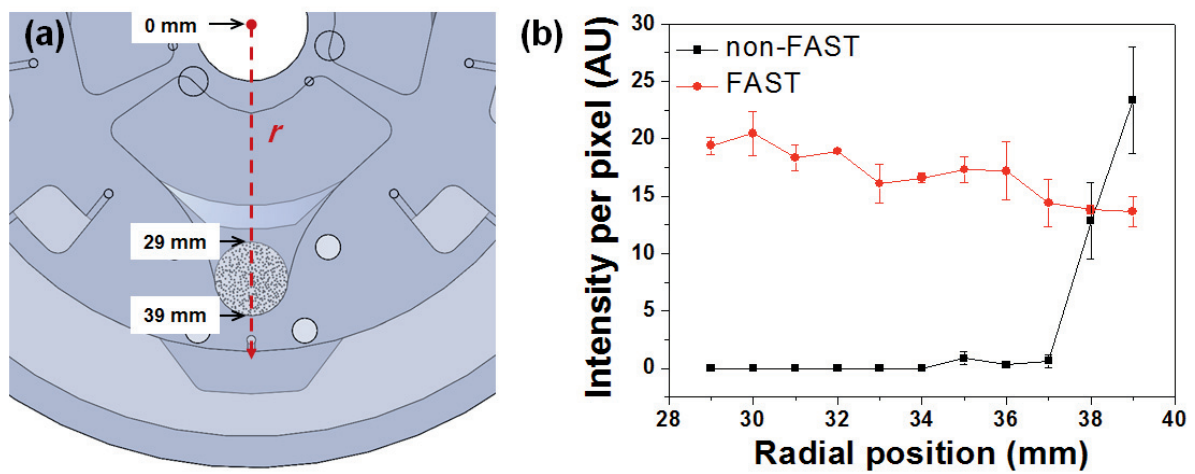 (a)
0 mm
r
29 mm
39 mm
(b)
Intensity per pixel (AU)
30
25
20
15
10
5
0
non-FAST
FAST
28 30 32 34 36 38 40
Radial position (mm)